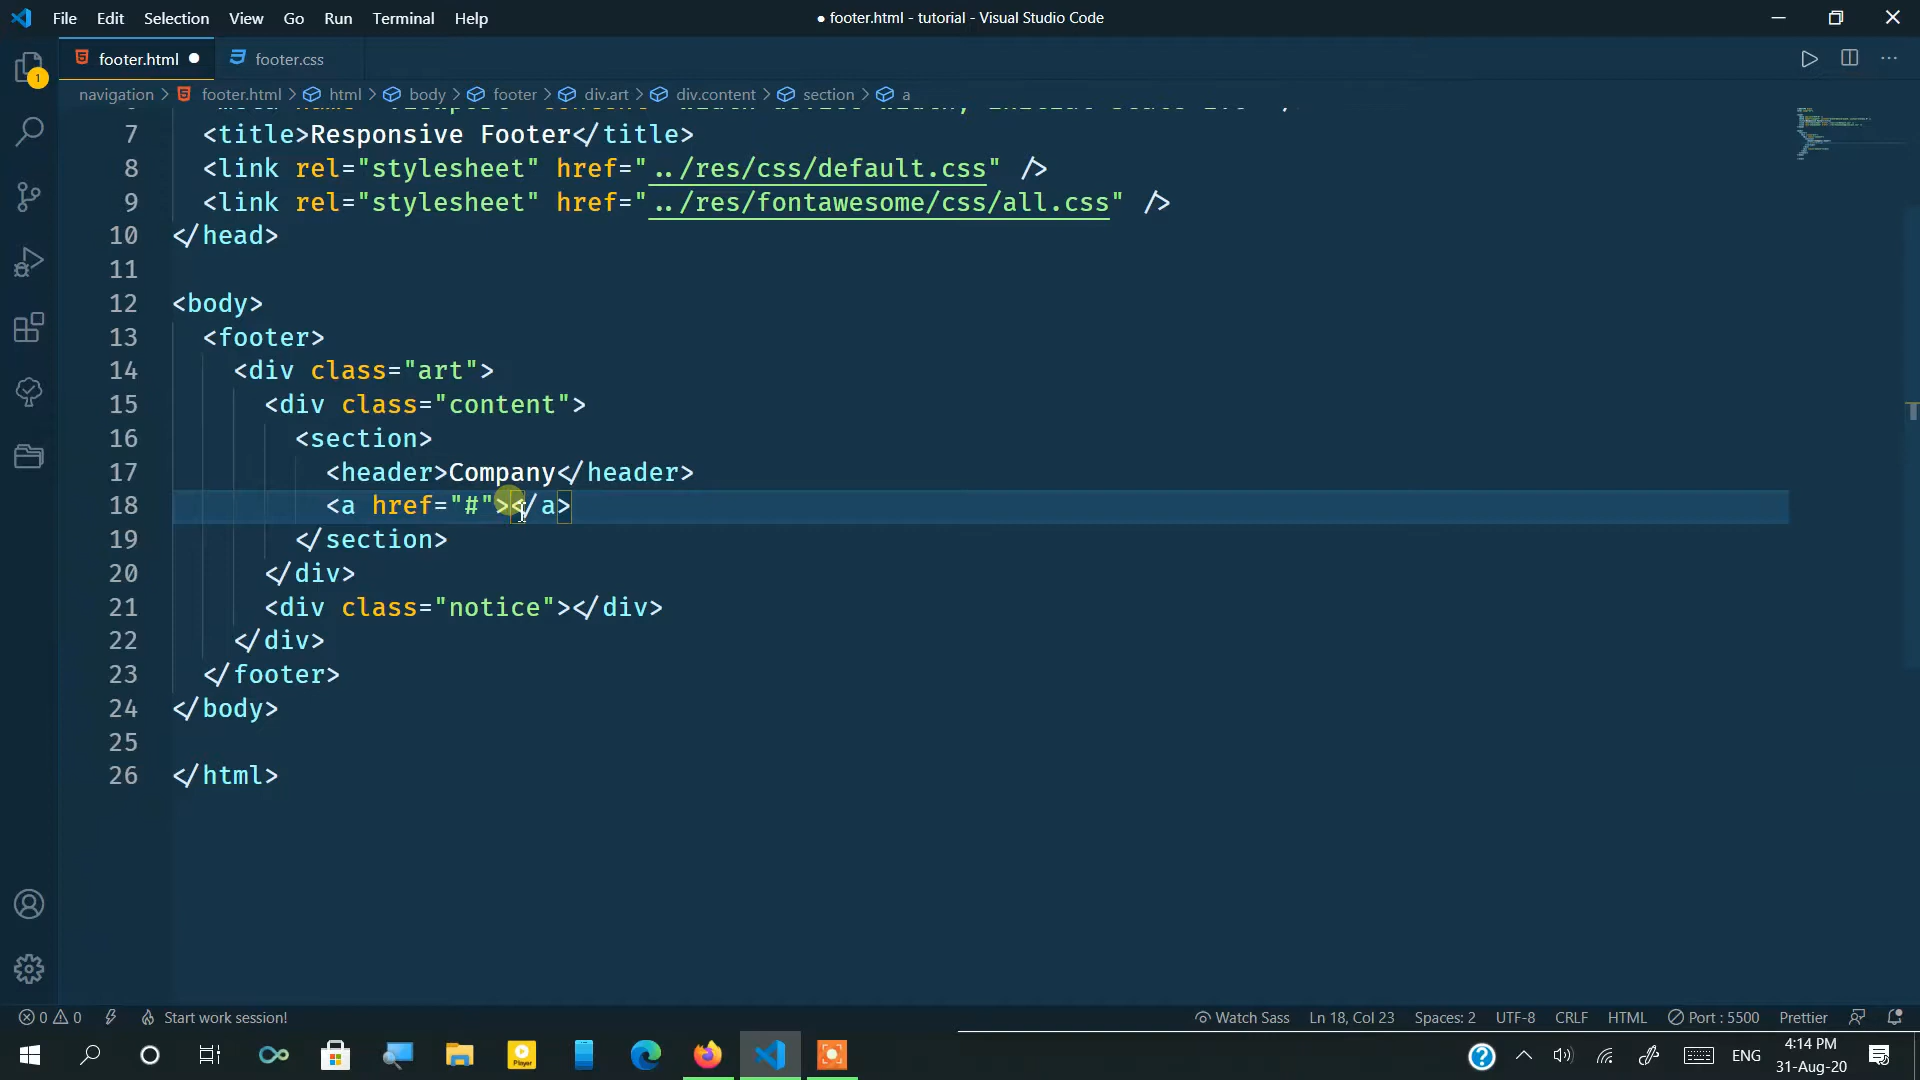 File Edit Selection View Go Run Terminal Help
● footer.html - tutorial - Visual Studio Code
footer.html ●
footer.css
navigation > footer.html > html > body > footer > div.art > div.content > section > a
7 <title>Responsive Footer</title>
8 <link rel="stylesheet" href="../res/css/default.css" />
9 <link rel="stylesheet" href="../res/fontawesome/css/all.css" />
10 </head>
11
12 <body>
13 <footer>
14 <div class="art">
15 <div class="content">
16 <section>
17 <header>Company</header>
18 <a href="#"></a>
19 </section>
20 </div>
21 <div class="notice"></div>
22 </div>
23 </footer>
24 </body>
25
26 </html>
1
0 0 Start work session!
Watch Sass Ln 18, Col 23 Spaces: 2 UTF-8 CRLF HTML Port : 5500 Prettier
Player
ENG
4:14 PM
31-Aug-20